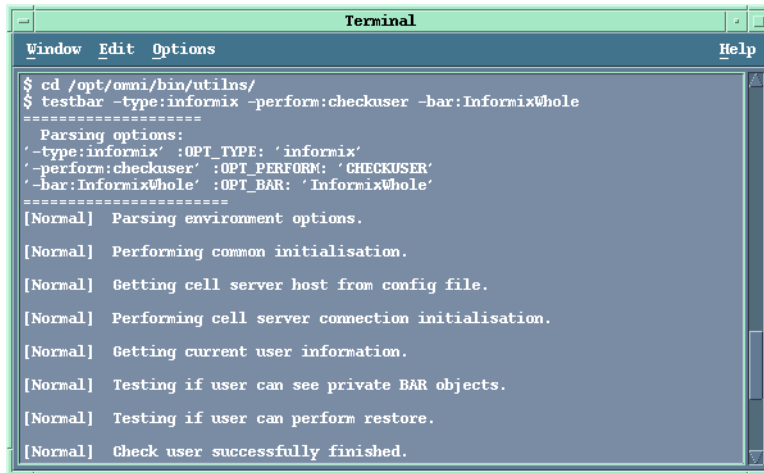 Terminal
Window Edit Options Help
$ cd /opt/omni/bin/utilns/
$ testbar -type:informix -perform:checkuser -bar:InformixWhole
====================
  Parsing options:
'-type:informix' :OPT_TYPE: 'informix'
'-perform:checkuser' :OPT_PERFORM: 'CHECKUSER'
'-bar:InformixWhole' :OPT_BAR: 'InformixWhole'
=======================
[Normal]  Parsing environment options.
[Normal]  Performing common initialisation.
[Normal]  Getting cell server host from config file.
[Normal]  Performing cell server connection initialisation.
[Normal]  Getting current user information.
[Normal]  Testing if user can see private BAR objects.
[Normal]  Testing if user can perform restore.
[Normal]  Check user successfully finished.